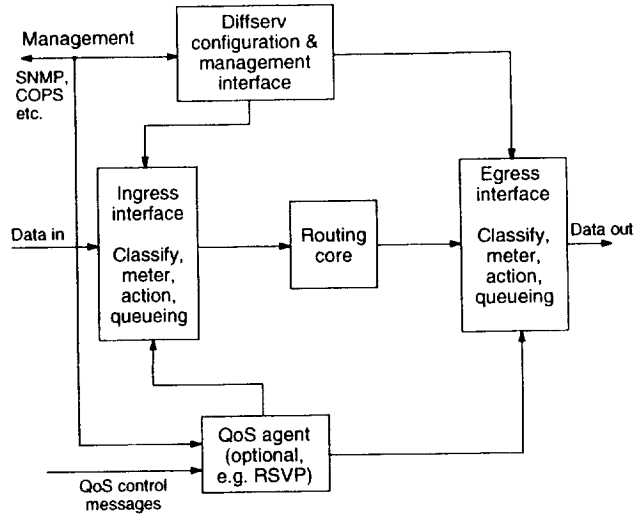 Diffserv
configuration &
management
interface
Management
SNMP,
COPS
etc.
Ingress
interface
Classify,
meter,
action,
queueing
Routing
core
Egress
interface
Classify,
meter,
action,
queueing
Data in
Data out
QoS agent
(optional,
e.g. RSVP)
QoS control
messages